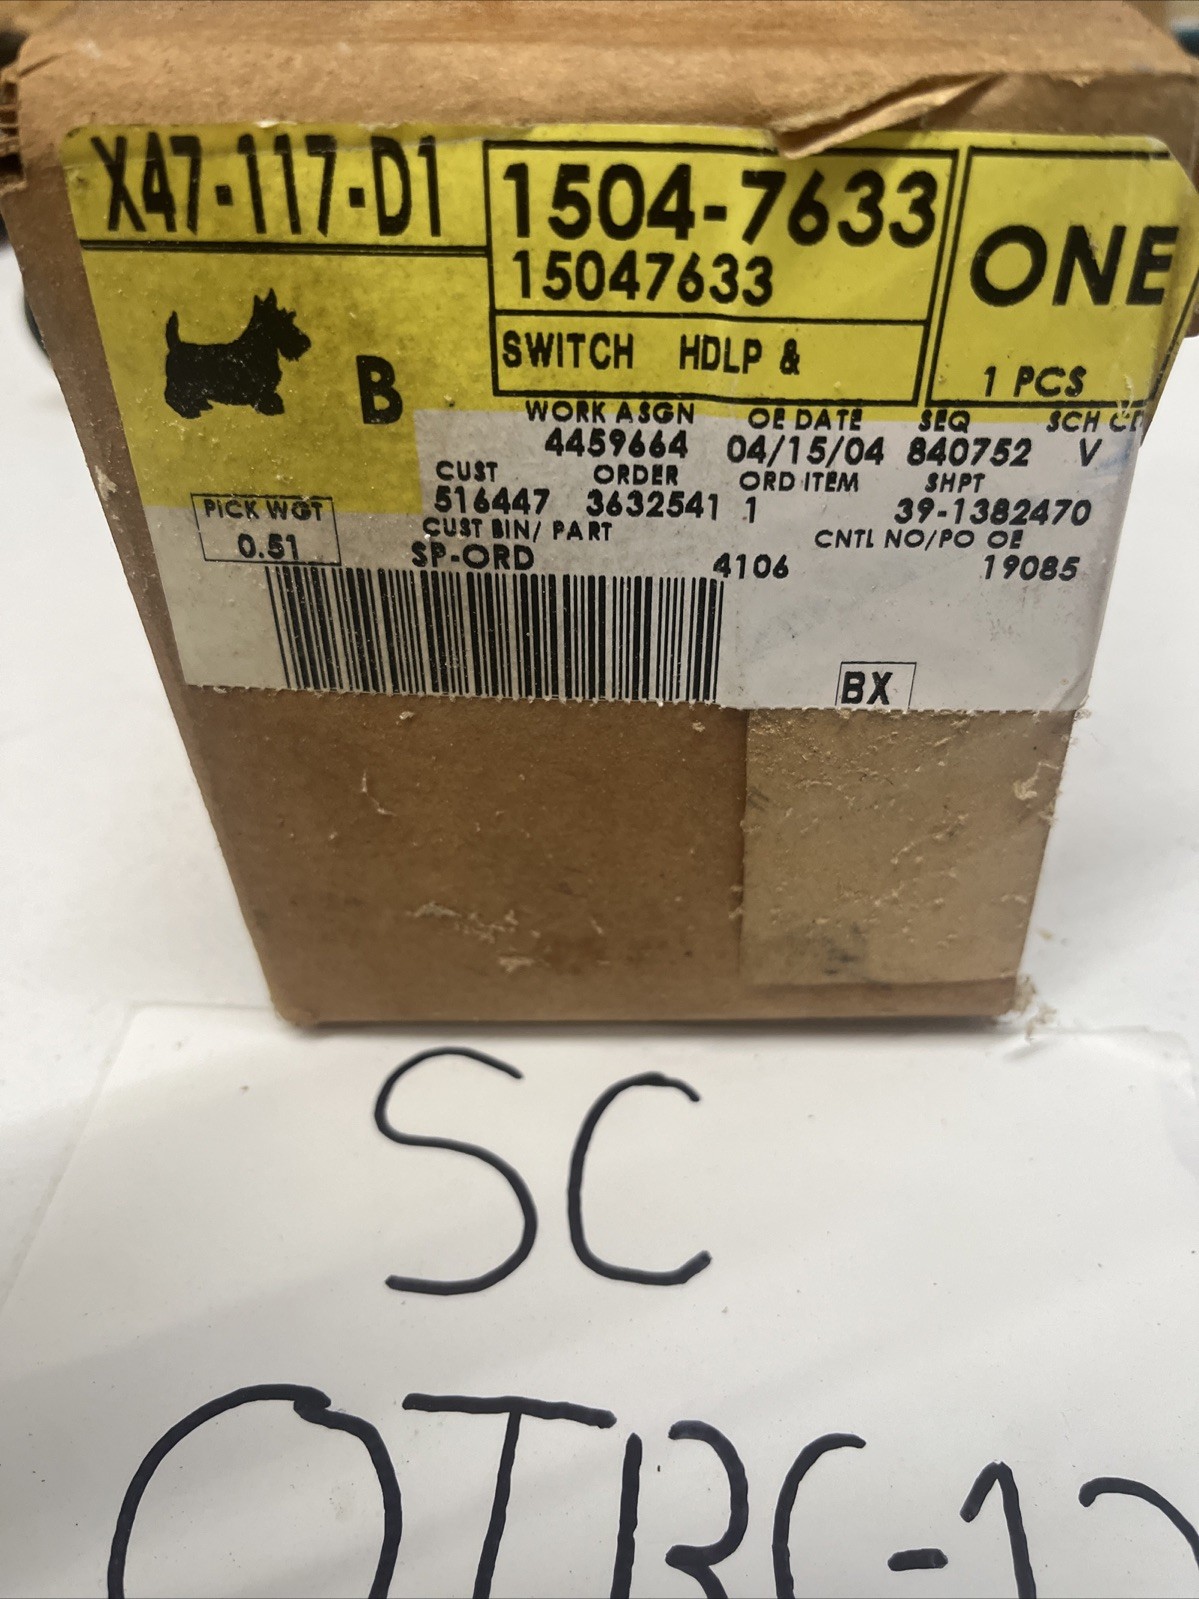 X47-117-D1
1504-7633
15047633
SWITCH HDLP &
ONE
1 PCS
B
WORK ASGN OE DATE SEQ SCH CD
4459664 04/15/04 840752 V
CUST ORDER ORD ITEM SHPT
516447 3632541 1 39-1382470
PICK WGT
0.51
CUST BIN/ PART CNTL NO/PO OE
SP-ORD 4106 19085
BX
SC